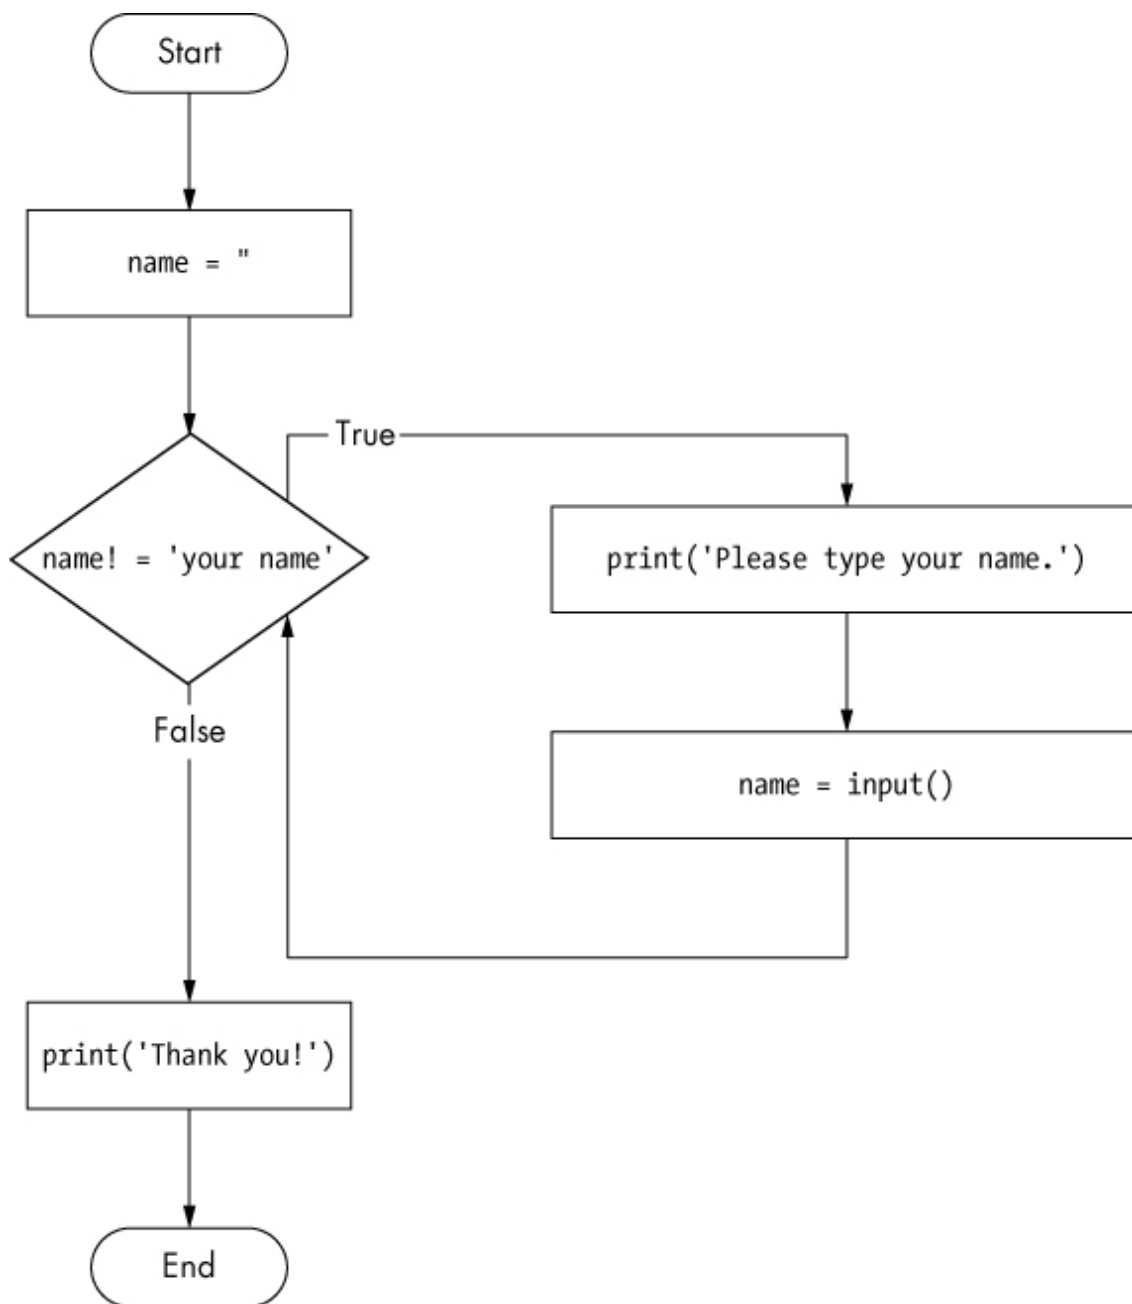 Start
name = "
True
name! = 'your name'
print('Please type your name.')
False
name = input()
print('Thank you!')
End